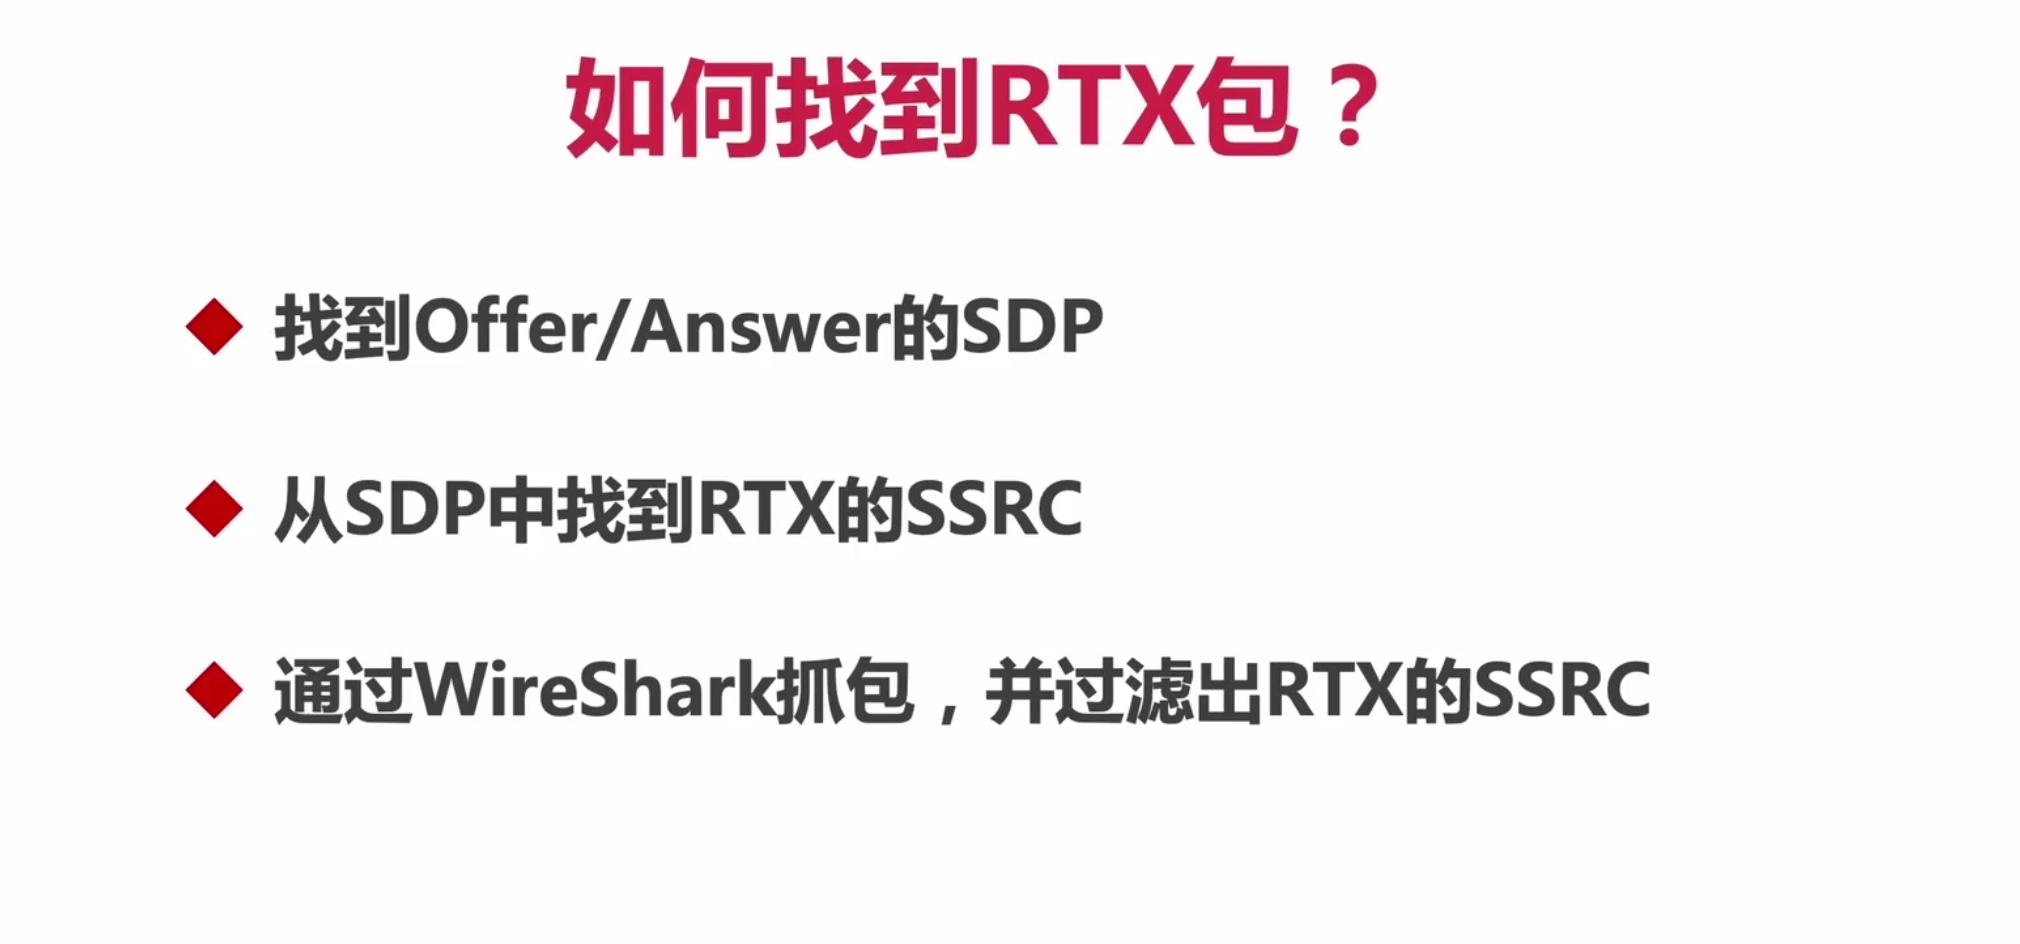 如何找到RTX包？
找到Offer/Answer的SDP
从SDP中找到RTX的SSRC
通过WireShark抓包，并过滤出RTX的SSRC